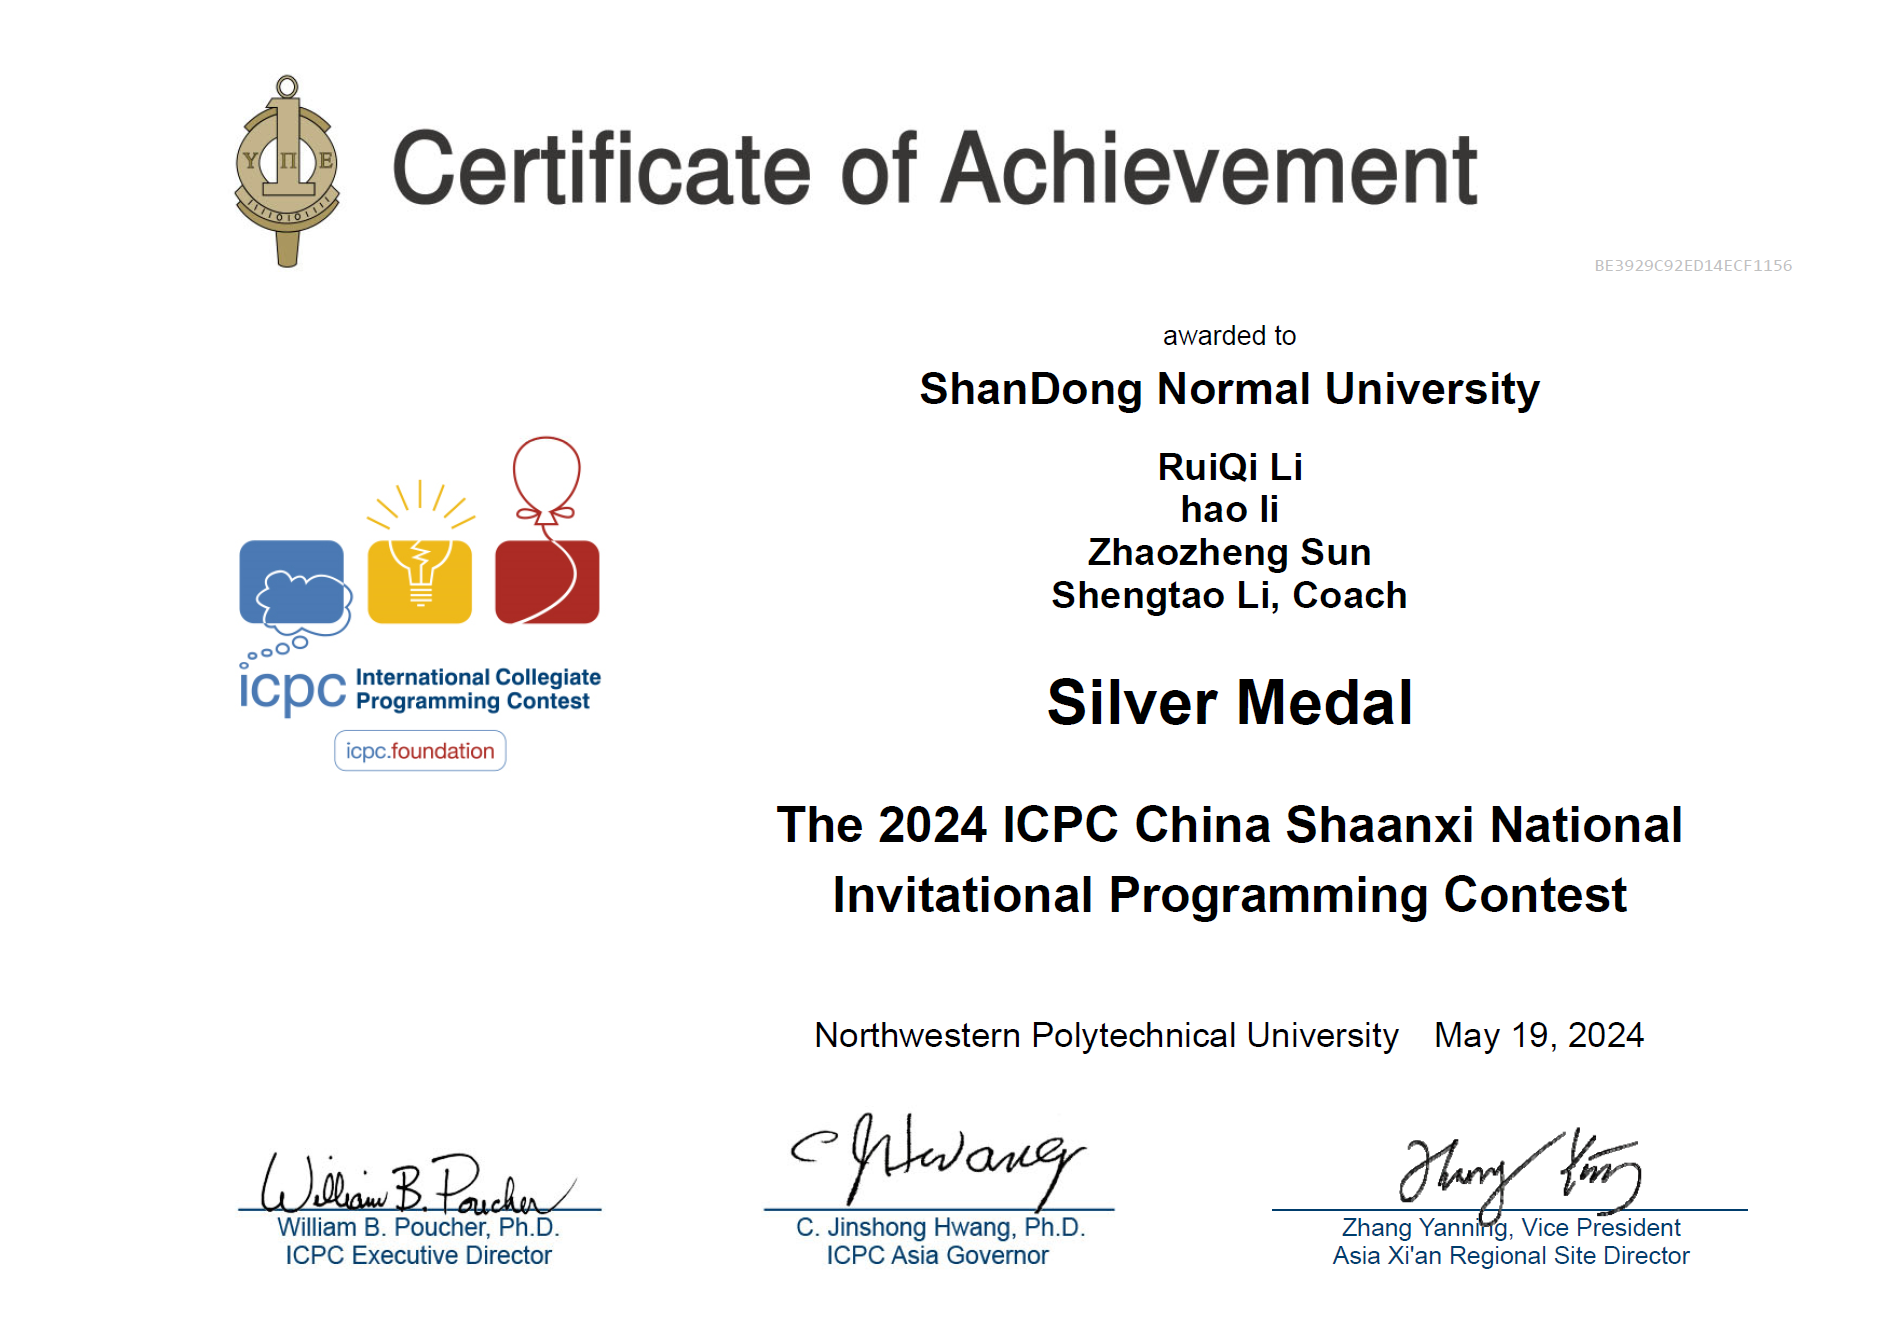 Certificate of Achievement
Υ Π Ε
BE3929C92ED14ECF1156
awarded to
ShanDong Normal University
RuiQi Li
hao li
Zhaozheng Sun
Shengtao Li, Coach
Silver Medal
The 2024 ICPC China Shaanxi National
Invitational Programming Contest
icpc International Collegiate
Programming Contest
icpc.foundation
Northwestern Polytechnical University May 19, 2024
William B. Poucher
William B. Poucher, Ph.D.
ICPC Executive Director
C JHwang
C. Jinshong Hwang, Ph.D.
ICPC Asia Governor
Zhang Yanning, Vice President
Asia Xi'an Regional Site Director